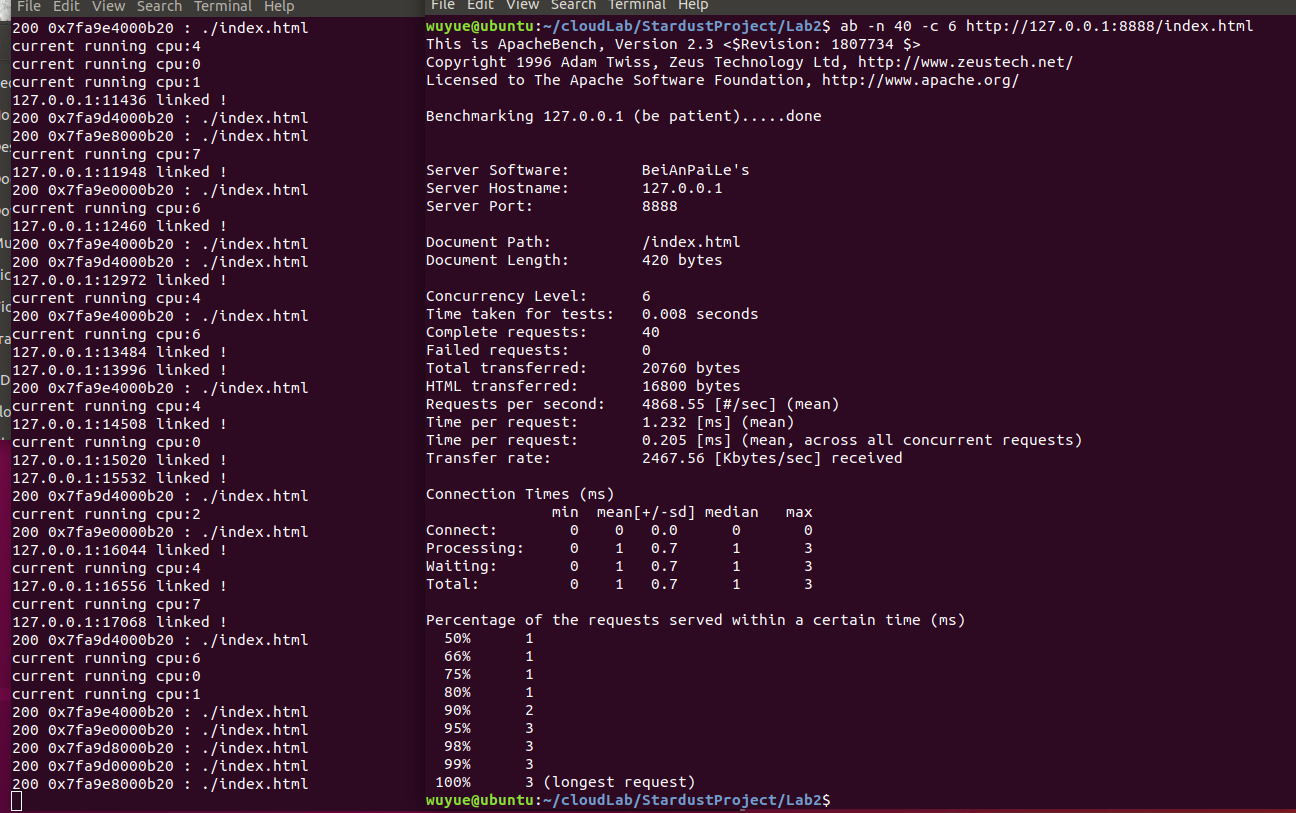 File Edit View Search Terminal Help
200 0x7fa9e4000b20 : ./index.html
current running cpu:4
current running cpu:0
current running cpu:1
127.0.0.1:11436 linked !
200 0x7fa9d4000b20 : ./index.html
200 0x7fa9e8000b20 : ./index.html
current running cpu:7
127.0.0.1:11948 linked !
200 0x7fa9e0000b20 : ./index.html
current running cpu:6
127.0.0.1:12460 linked !
200 0x7fa9e4000b20 : ./index.html
200 0x7fa9d4000b20 : ./index.html
127.0.0.1:12972 linked !
current running cpu:4
200 0x7fa9e4000b20 : ./index.html
current running cpu:6
127.0.0.1:13484 linked !
127.0.0.1:13996 linked !
200 0x7fa9e4000b20 : ./index.html
current running cpu:4
127.0.0.1:14508 linked !
current running cpu:0
127.0.0.1:15020 linked !
127.0.0.1:15532 linked !
200 0x7fa9d4000b20 : ./index.html
current running cpu:2
200 0x7fa9e0000b20 : ./index.html
127.0.0.1:16044 linked !
current running cpu:4
127.0.0.1:16556 linked !
current running cpu:7
127.0.0.1:17068 linked !
200 0x7fa9d4000b20 : ./index.html
current running cpu:6
current running cpu:0
current running cpu:1
200 0x7fa9e4000b20 : ./index.html
200 0x7fa9e0000b20 : ./index.html
200 0x7fa9d8000b20 : ./index.html
200 0x7fa9d0000b20 : ./index.html
200 0x7fa9e8000b20 : ./index.html
File Edit View Search Terminal Help
wuyue@ubuntu:~/cloudLab/StardustProject/Lab2$ ab -n 40 -c 6 http://127.0.0.1:8888/index.html
This is ApacheBench, Version 2.3 <$Revision: 1807734 $>
Copyright 1996 Adam Twiss, Zeus Technology Ltd, http://www.zeustech.net/
Licensed to The Apache Software Foundation, http://www.apache.org/
Benchmarking 127.0.0.1 (be patient).....done
Server Software: BeiAnPaiLe's
Server Hostname: 127.0.0.1
Server Port: 8888
Document Path: /index.html
Document Length: 420 bytes
Concurrency Level: 6
Time taken for tests: 0.008 seconds
Complete requests: 40
Failed requests: 0
Total transferred: 20760 bytes
HTML transferred: 16800 bytes
Requests per second: 4868.55 [#/sec] (mean)
Time per request: 1.232 [ms] (mean)
Time per request: 0.205 [ms] (mean, across all concurrent requests)
Transfer rate: 2467.56 [Kbytes/sec] received
Connection Times (ms)
min mean[+/-sd] median max
Connect: 0 0 0.0 0 0
Processing: 0 1 0.7 1 3
Waiting: 0 1 0.7 1 3
Total: 0 1 0.7 1 3
Percentage of the requests served within a certain time (ms)
50% 1
66% 1
75% 1
80% 1
90% 2
95% 3
98% 3
99% 3
100% 3 (longest request)
wuyue@ubuntu:~/cloudLab/StardustProject/Lab2$